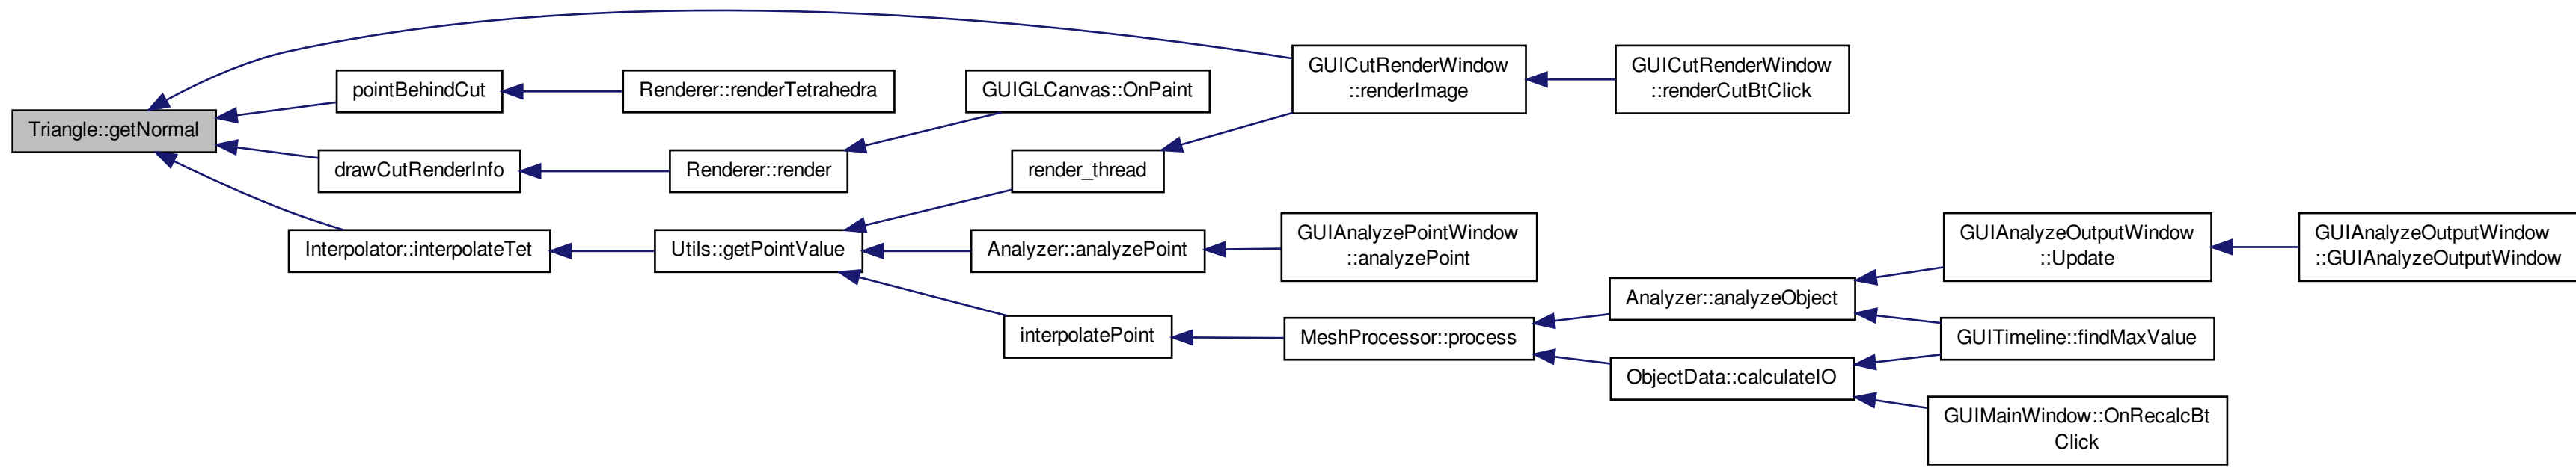 Triangle::getNormal
pointBehindCut
Renderer::renderTetrahedra
drawCutRenderInfo
Renderer::render
GUIGLCanvas::OnPaint
Interpolator::interpolateTet
Utils::getPointValue
render_thread
GUICutRenderWindow
::renderImage
GUICutRenderWindow
::renderCutBtClick
Analyzer::analyzePoint
GUIAnalyzePointWindow
::analyzePoint
interpolatePoint
MeshProcessor::process
Analyzer::analyzeObject
GUIAnalyzeOutputWindow
::Update
GUIAnalyzeOutputWindow
::GUIAnalyzeOutputWindow
GUITimeline::findMaxValue
ObjectData::calculateIO
GUIMainWindow::OnRecalcBt
Click